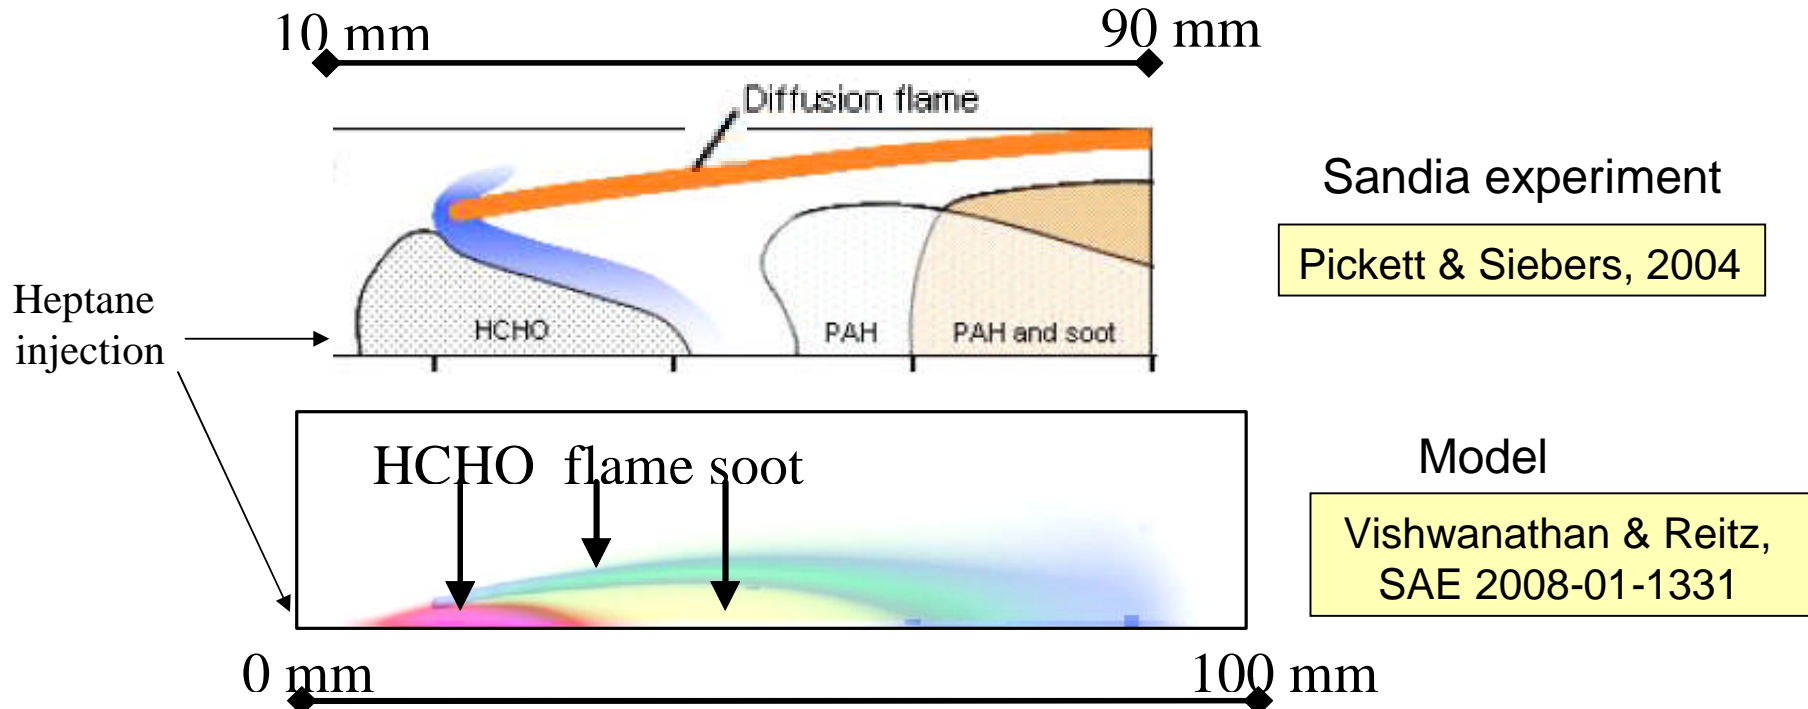 10 mm
90 mm
Diffusion flame
Sandia experiment
Pickett & Siebers, 2004
Heptane
injection
HCHO
PAH
PAH and soot
HCHO flame soot
Model
Vishwanathan & Reitz,
SAE 2008-01-1331
0 mm
100 mm